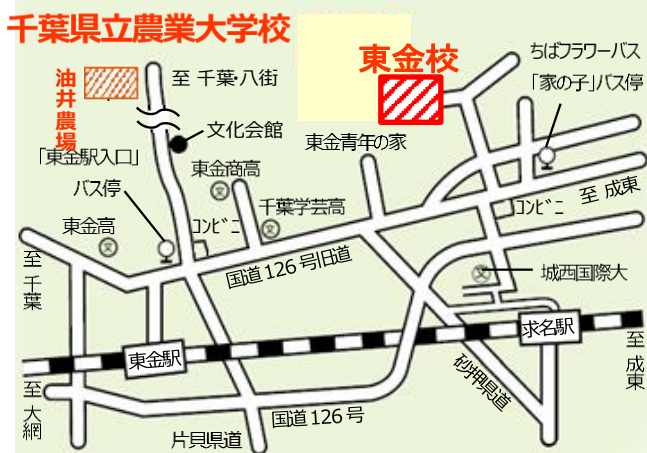 千葉県立農業大学校
東金校
ちばフラワーバス
「家の子」バス停
油井農場
至 千葉・八街
文化会館
東金青年の家
「東金駅入口」
バス停
東金商高
千葉学芸高
コンビニ
コンビニ
至 成東
東金高
文
文
文
文
至千葉
国道126号旧道
城西国際大
東金駅
求名駅
至成東
至大網
国道126号
砂押県道
片貝県道